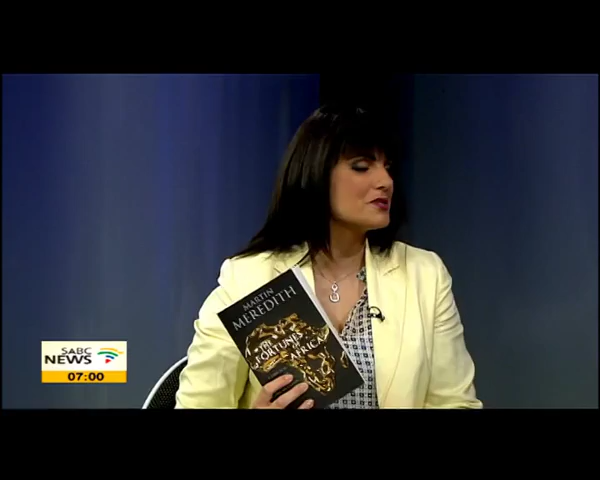 MARTIN
MEREDITH
THE
FORTUNES
OF
AFRICA
SABC
NEWS
07:00